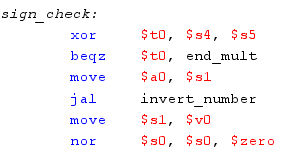 sign_check:
xor $t0, $s4, $s5
beqz $t0, end_mult
move $a0, $s1
jal invert_number
move $s1, $v0
nor $s0, $s0, $zero